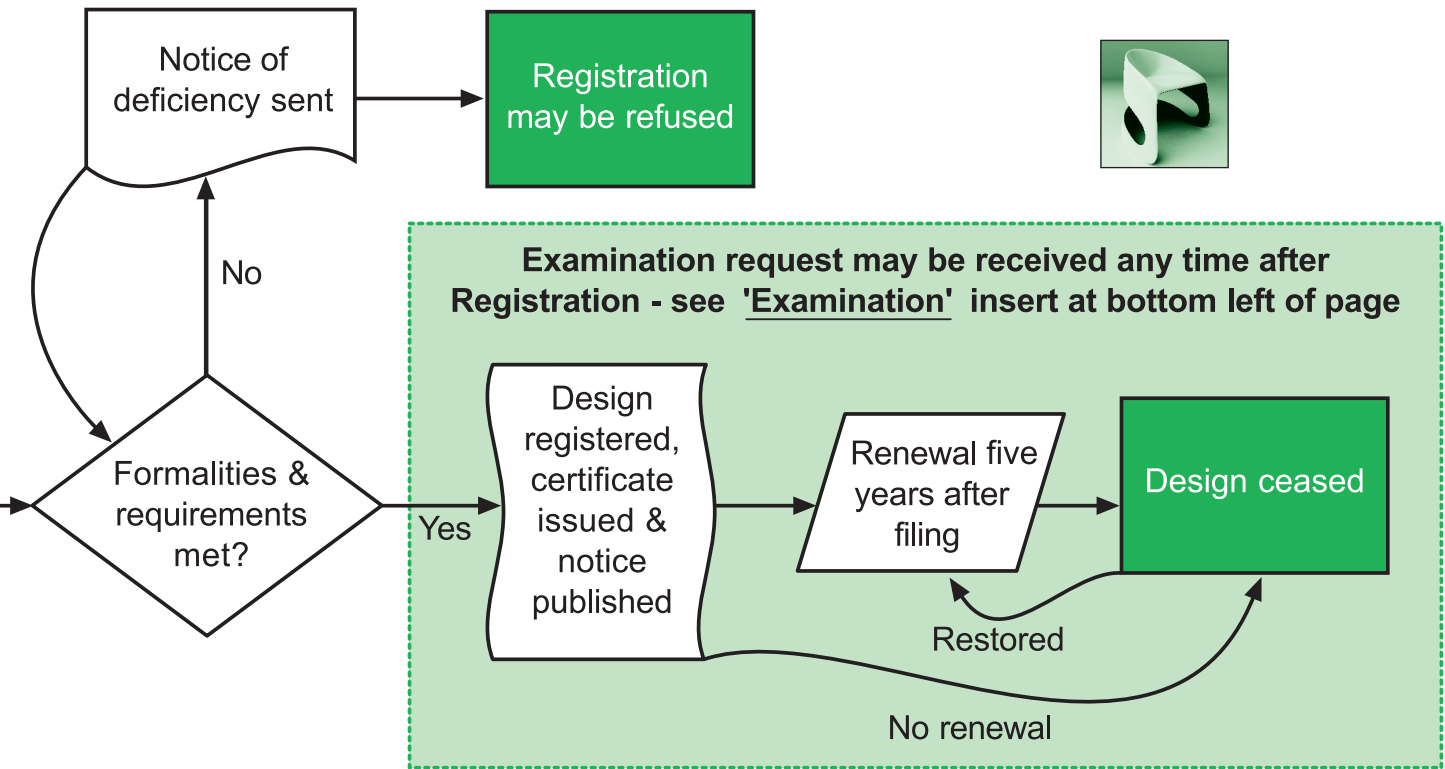 Notice of
deficiency sent
Registration
may be refused
No
Examination request may be received any time after
Registration - see 'Examination' insert at bottom left of page
Formalities &
requirements
met?
Yes
Design
registered,
certificate
issued &
notice
published
Renewal five
years after
filing
Design ceased
Restored
No renewal